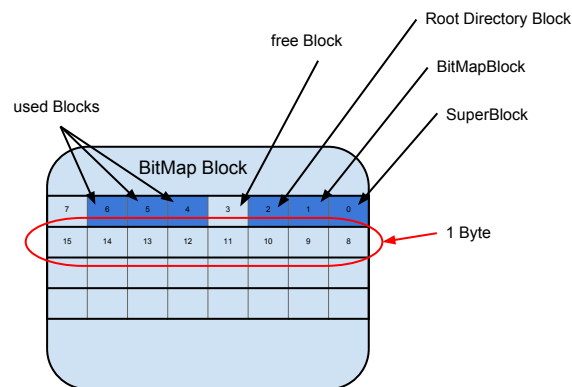 Root Directory Block
free Block
BitMapBlock
used Blocks
SuperBlock
BitMap Block
7 6 5 4 3 2 1 0
1 Byte
15 14 13 12 11 10 9 8